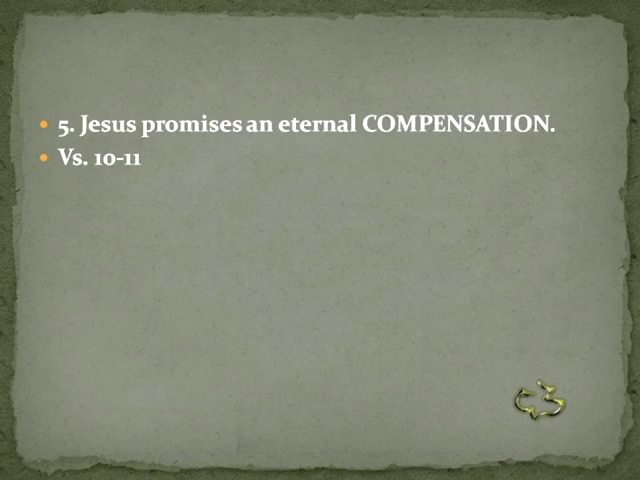 5. Jesus promises an eternal COMPENSATION.
Vs. 10-11